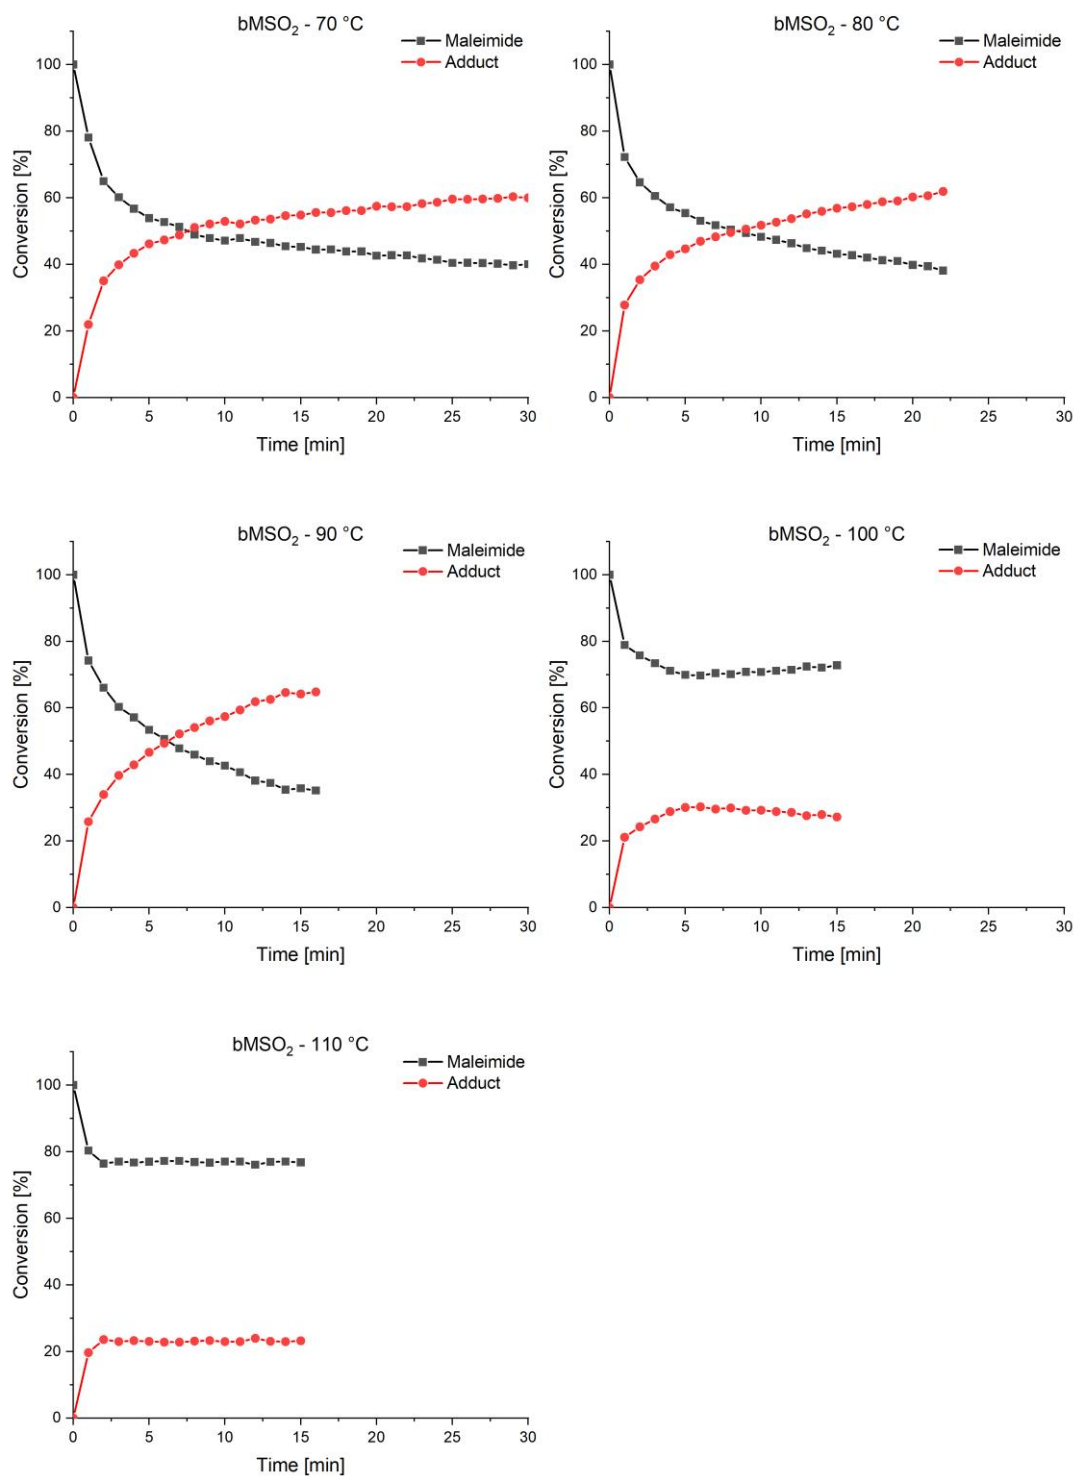 bMSO₂ - 70 °C
Maleimide
Adduct
100
80
60
40
20
0
Conversion [%]
0 5 10 15 20 25 30
Time [min]
bMSO₂ - 80 °C
Maleimide
Adduct
100
80
60
40
20
0
Conversion [%]
0 5 10 15 20 25 30
Time [min]
bMSO₂ - 90 °C
Maleimide
Adduct
100
80
60
40
20
0
Conversion [%]
0 5 10 15 20 25 30
Time [min]
bMSO₂ - 100 °C
Maleimide
Adduct
100
80
60
40
20
0
Conversion [%]
0 5 10 15 20 25 30
Time [min]
bMSO₂ - 110 °C
Maleimide
Adduct
100
80
60
40
20
0
Conversion [%]
0 5 10 15 20 25 30
Time [min]